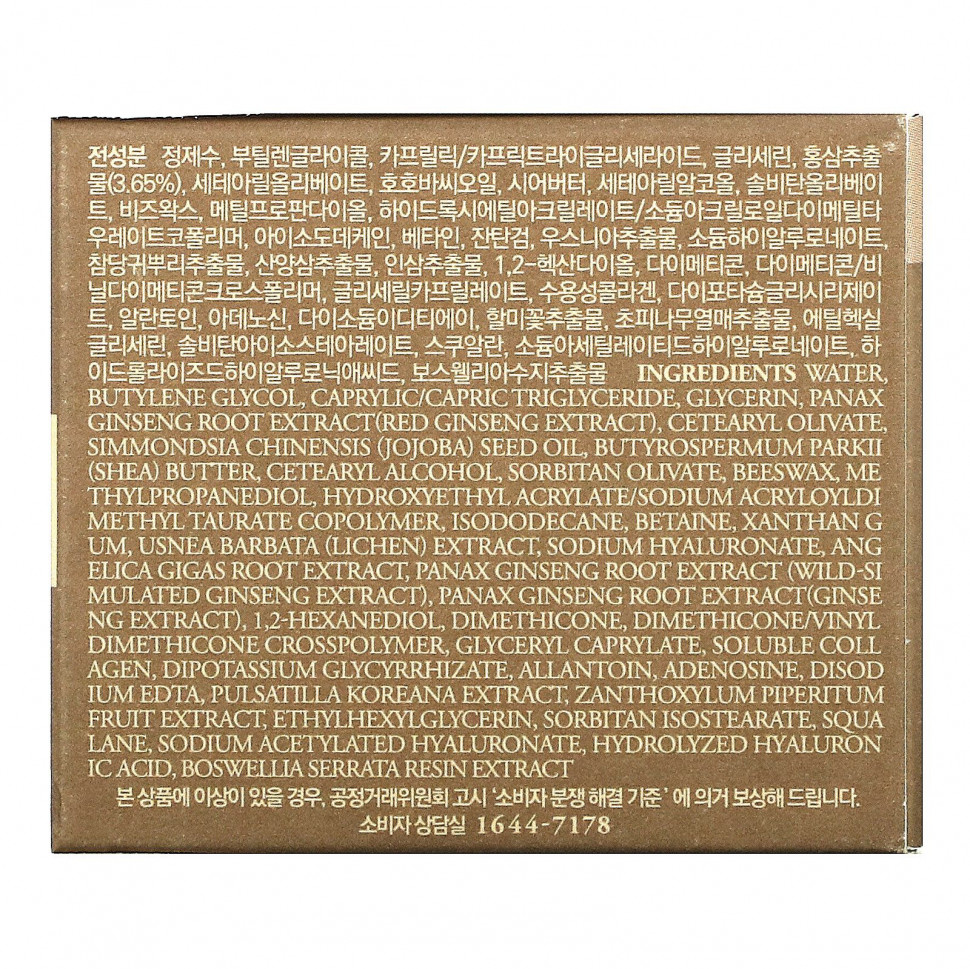 전성분 정제수, 부틸렌글라이콜, 카프릴릭/카프릭트라이글리세라이드, 글리세린, 홍삼추출
물(3.65%), 세테아릴올리베이트, 호호바씨오일, 시어버터, 세테아릴알코올, 솔비탄올리베이
트, 비즈왁스, 메틸프로판다이올, 하이드록시에틸아크릴레이트/소듐아크릴로일다이메틸타
우레이트코폴리머, 아이소도데케인, 베타인, 잔탄검, 우스니아추출물, 소듐하이알루로네이트,
참당귀뿌리추출물, 산양삼추출물, 인삼추출물, 1,2-헥산다이올, 다이메티콘, 다이메티콘/비
닐다이메티콘크로스폴리머, 글리세릴카프릴레이트, 수용성콜라겐, 다이포타슘글리시리제이
트, 알란토인, 아데노신, 다이소듐이디티에이, 할미꽃추출물, 초피나무열매추출물, 에틸헥실
글리세린, 솔비탄아이소스테아레이트, 스쿠알란, 소듐아세틸레이티드하이알루로네이트, 하
이드롤라이즈드하이알루로닉애씨드, 보스웰리아수지추출물 INGREDIENTS WATER,
BUTYLENE GLYCOL, CAPRYLIC/CAPRIC TRIGLYCERIDE, GLYCERIN, PANAX
GINSENG ROOT EXTRACT(RED GINSENG EXTRACT), CETEARYL OLIVATE,
SIMMONDSIA CHINENSIS (JOJOBA) SEED OIL, BUTYROSPERMUM PARKII
(SHEA) BUTTER, CETEARYL ALCOHOL, SORBITAN OLIVATE, BEESWAX, ME
THYLPROPANEDIOL, HYDROXYETHYL ACRYLATE/SODIUM ACRYLOYLDI
METHYL TAURATE COPOLYMER, ISODODECANE, BETAINE, XANTHAN G
UM, USNEA BARBATA (LICHEN) EXTRACT, SODIUM HYALURONATE, ANG
ELICA GIGAS ROOT EXTRACT, PANAX GINSENG ROOT EXTRACT (WILD-SI
MULATED GINSENG EXTRACT), PANAX GINSENG ROOT EXTRACT(GINSE
NG EXTRACT), 1,2-HEXANEDIOL, DIMETHICONE, DIMETHICONE/VINYL
DIMETHICONE CROSSPOLYMER, GLYCERYL CAPRYLATE, SOLUBLE COLL
AGEN, DIPOTASSIUM GLYCYRRHIZATE, ALLANTOIN, ADENOSINE, DISOD
IUM EDTA, PULSATILLA KOREANA EXTRACT, ZANTHOXYLUM PIPERITUM
FRUIT EXTRACT, ETHYLHEXYLGLYCERIN, SORBITAN ISOSTEARATE, SQUA
LANE, SODIUM ACETYLATED HYALURONATE, HYDROLYZED HYALURON
IC ACID, BOSWELLIA SERRATA RESIN EXTRACT
본 상품에 이상이 있을 경우, 공정거래위원회 고시 '소비자 분쟁 해결 기준' 에 의거 보상해 드립니다.
소비자 상담실 1644-7178